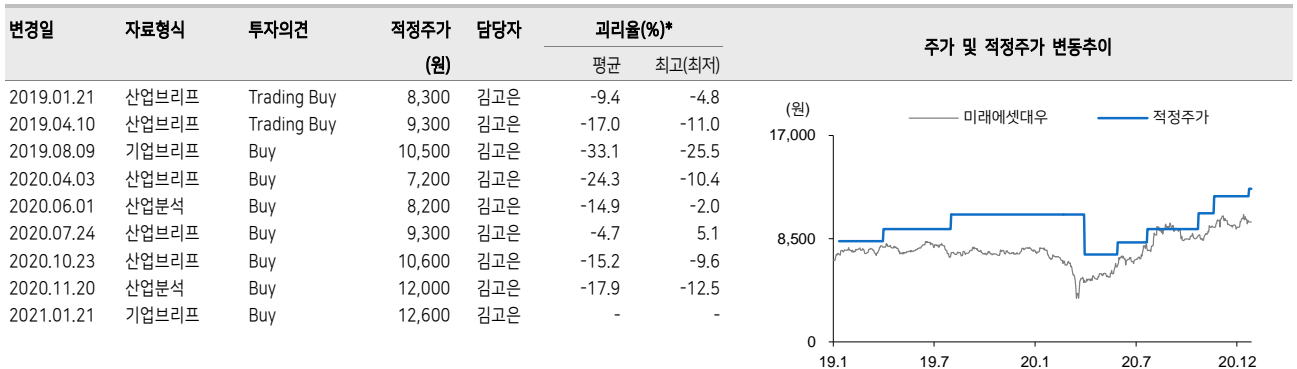 변경일 자료형식 투자의견 적정주가 담당자 괴리율(%)*
(원) 평균 최고(최저)
2019.01.21 산업브리프 Trading Buy 8,300 김고은 -9.4 -4.8
2019.04.10 산업브리프 Trading Buy 9,300 김고은 -17.0 -11.0
2019.08.09 기업브리프 Buy 10,500 김고은 -33.1 -25.5
2020.04.03 산업브리프 Buy 7,200 김고은 -24.3 -10.4
2020.06.01 산업분석 Buy 8,200 김고은 -14.9 -2.0
2020.07.24 산업브리프 Buy 9,300 김고은 -4.7 5.1
2020.10.23 산업브리프 Buy 10,600 김고은 -15.2 -9.6
2020.11.20 산업분석 Buy 12,000 김고은 -17.9 -12.5
2021.01.21 기업브리프 Buy 12,600 김고은 - -
주가 및 적정주가 변동추이
(원) 미래에셋대우 적정주가
17,000
8,500
0
19.1 19.7 20.1 20.7 20.12